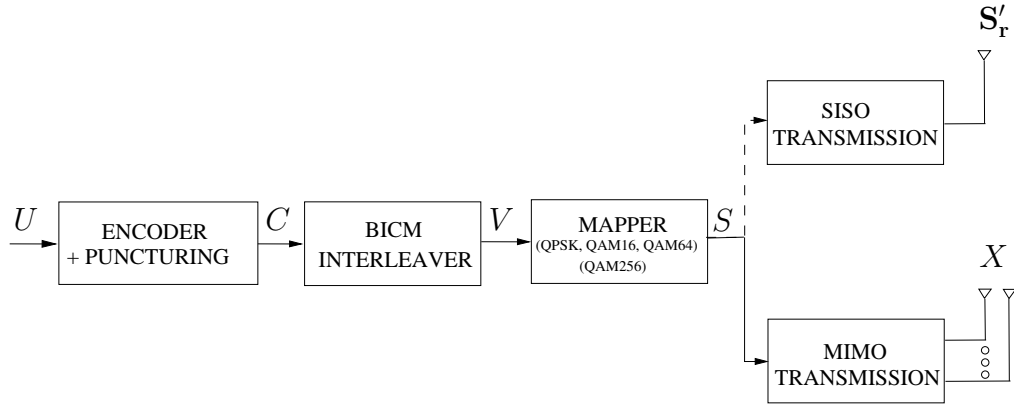 S′r
SISO
TRANSMISSION
U
ENCODER
+ PUNCTURING
C
BICM
INTERLEAVER
V
MAPPER
(QPSK, QAM16, QAM64)
(QAM256)
S
X
MIMO
TRANSMISSION